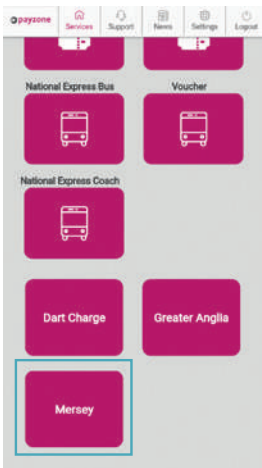 payzone Services Support News Settings Logout
National Express Bus Voucher
National Express Coach
Dart Charge Greater Anglia
Mersey